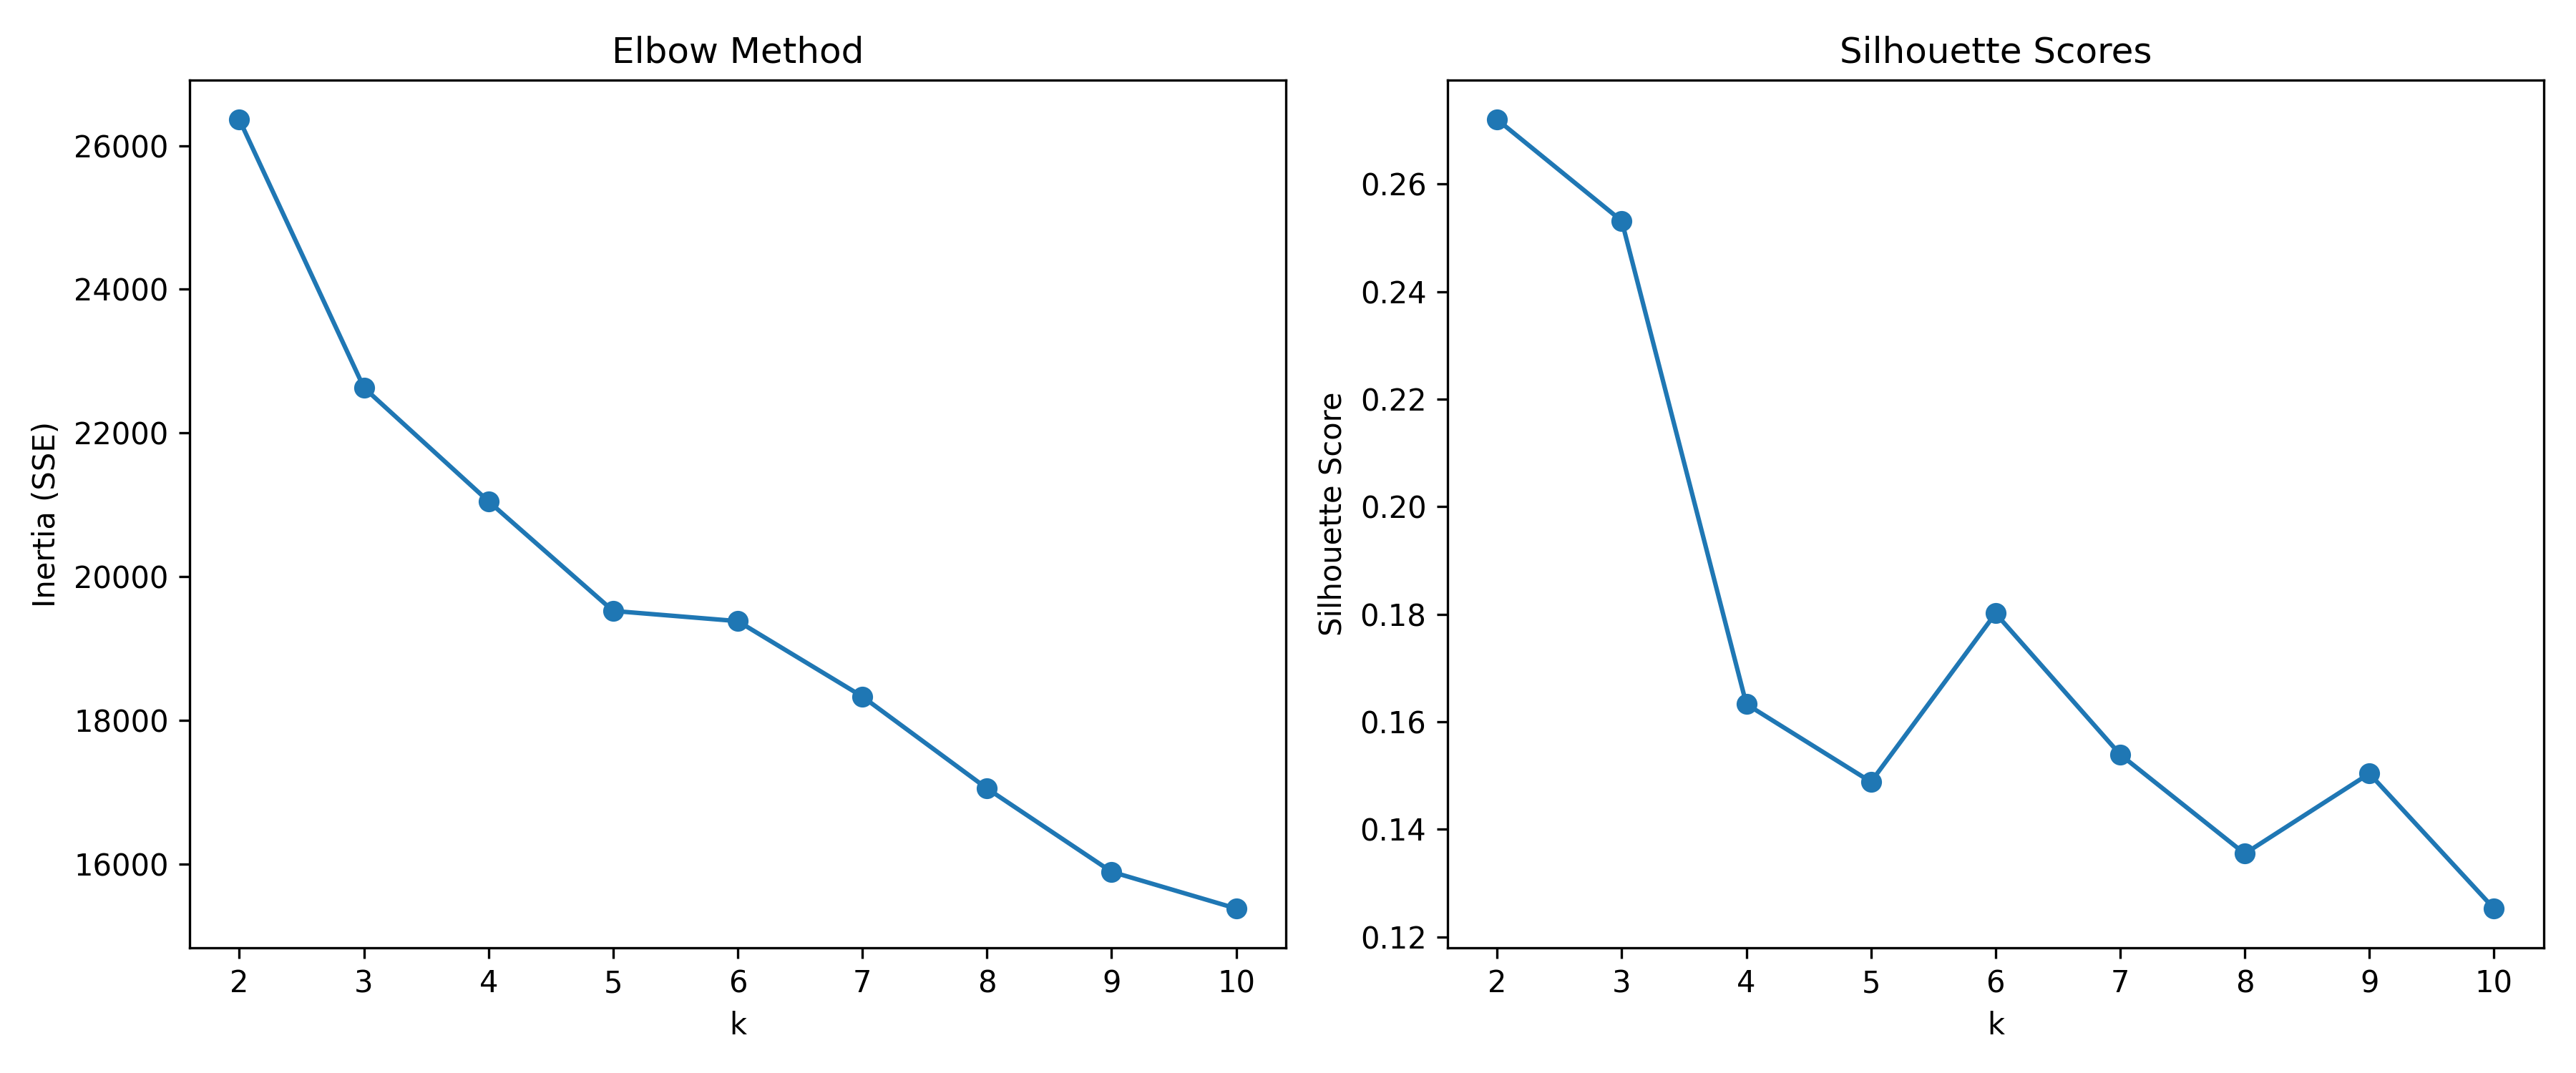 Elbow Method
26000
24000
22000
20000
18000
16000
Inertia (SSE)
2 3 4 5 6 7 8 9 10
k
Silhouette Scores
0.26
0.24
0.22
0.20
0.18
0.16
0.14
0.12
Silhouette Score
2 3 4 5 6 7 8 9 10
k